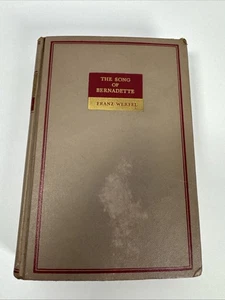 THE SONG
OF
BERNADETTE
FRANZ WERFEL